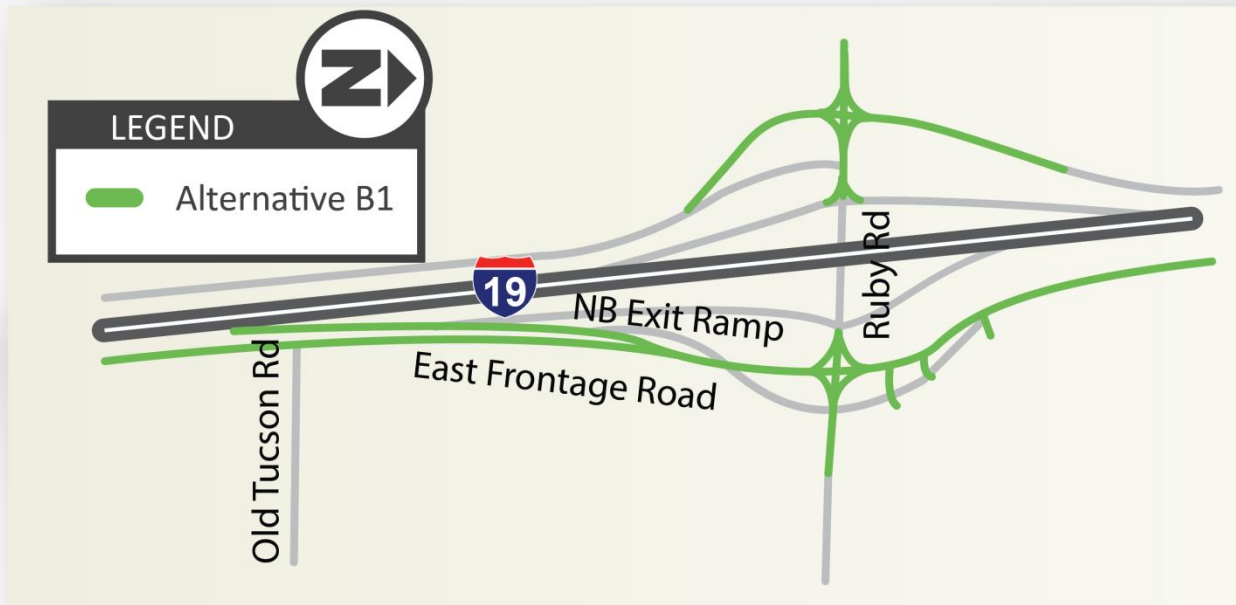 N
LEGEND
Alternative B1
19
NB Exit Ramp
Ruby Rd
East Frontage Road
Old Tucson Rd